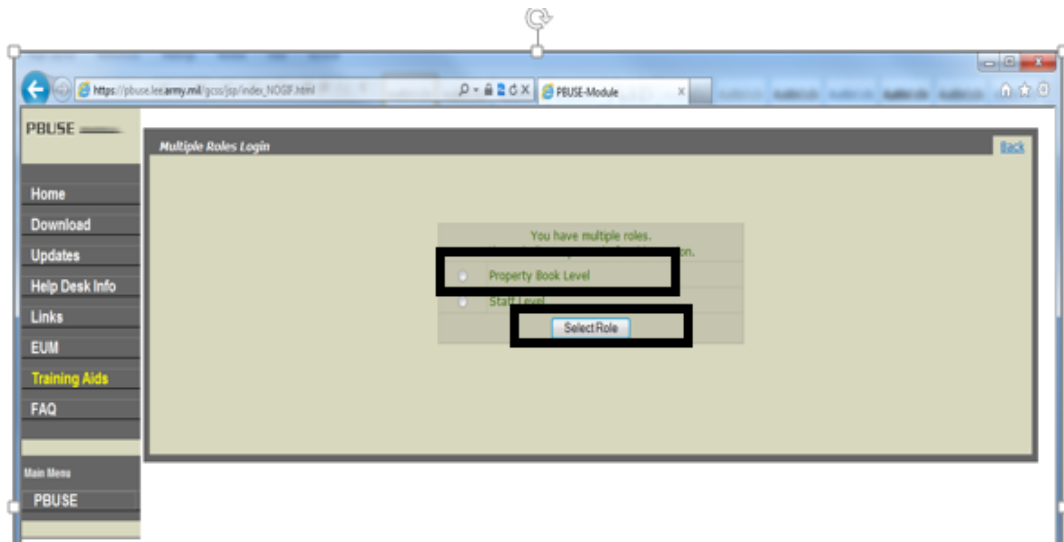 https://pbuse.lee.army.mil/gcss/jsp/index_NOGIF.html
PBUSE-Module
PBUSE
Multiple Roles Login
Back
Home
Download
Updates
Help Desk Info
Links
EUM
Training Aids
FAQ
Main Menu
PBUSE
You have multiple roles.
on.
Property Book Level
Staff Level
Select Role